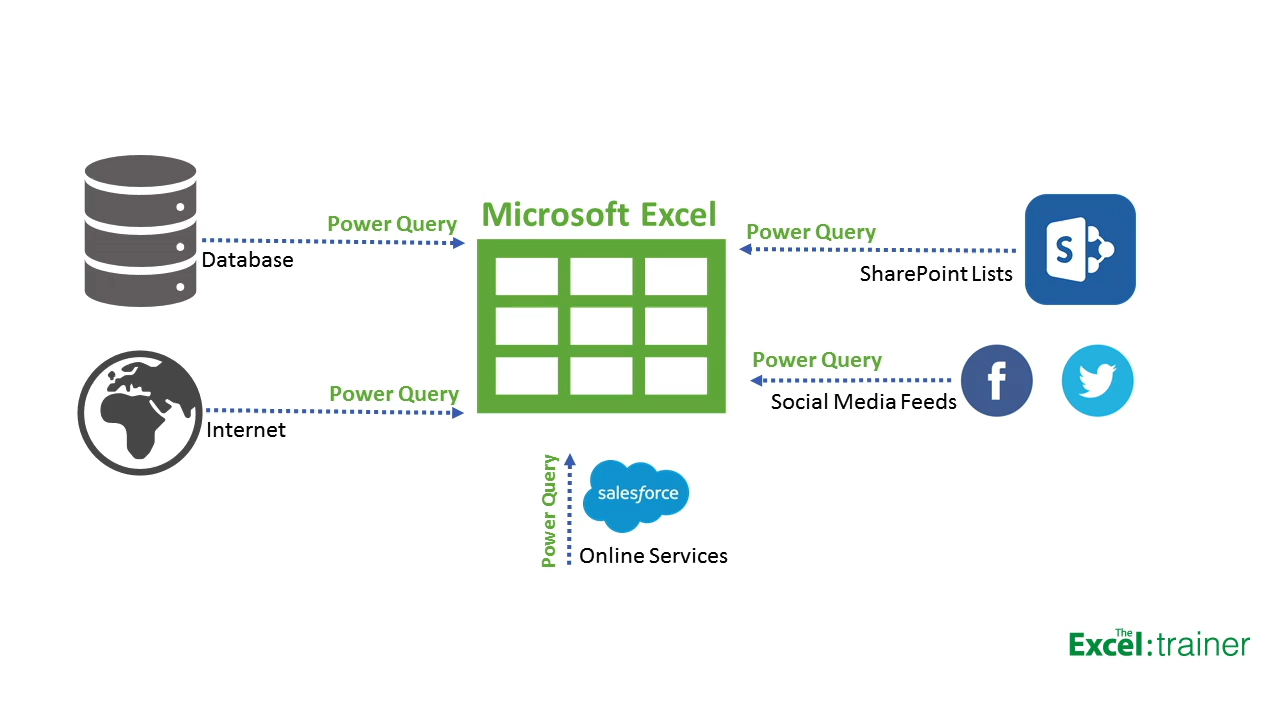 Microsoft Excel
Power Query
Database
Power Query
SharePoint Lists
S
Power Query
Internet
Power Query
Social Media Feeds
f
Power Query
salesforce
Online Services
The
Excel:trainer